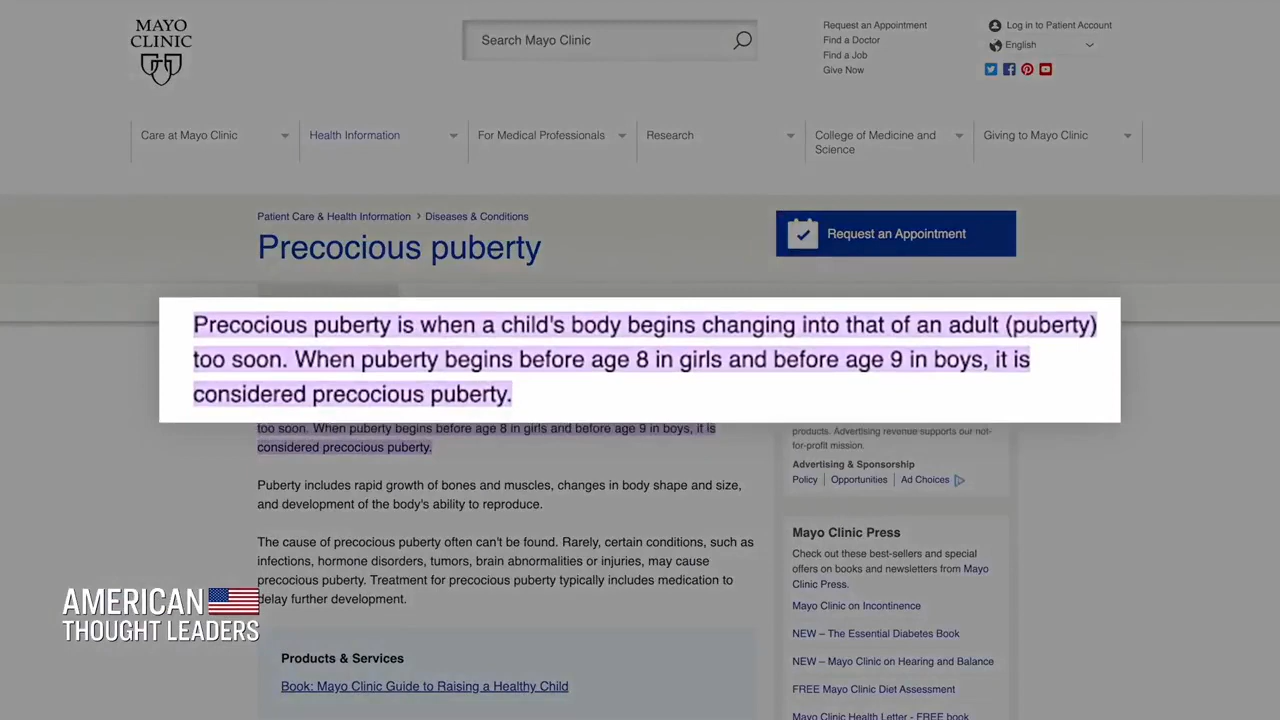 MAYO
CLINIC
Search Mayo Clinic
Request an Appointment
Find a Doctor
Find a Job
Give Now
Log in to Patient Account
English
Care at Mayo Clinic
Health Information
For Medical Professionals
Research
College of Medicine and
Science
Giving to Mayo Clinic
Patient Care & Health Information › Diseases & Conditions
Precocious puberty
Request an Appointment
Precocious puberty is when a child's body begins changing into that of an adult (puberty)
too soon. When puberty begins before age 8 in girls and before age 9 in boys, it is
considered precocious puberty.
too soon. When puberty begins before age 8 in girls and before age 9 in boys, it is
considered precocious puberty.
Puberty includes rapid growth of bones and muscles, changes in body shape and size,
and development of the body's ability to reproduce.
The cause of precocious puberty often can't be found. Rarely, certain conditions, such as
infections, hormone disorders, tumors, brain abnormalities or injuries, may cause
precocious puberty. Treatment for precocious puberty typically includes medication to
delay further development.
Products & Services
Book: Mayo Clinic Guide to Raising a Healthy Child
products. Advertising revenue supports our not-
for-profit mission.
Advertising & Sponsorship
Policy | Opportunities | Ad Choices
Mayo Clinic Press
Check out these best-sellers and special
offers on books and newsletters from Mayo
Clinic Press.
Mayo Clinic on Incontinence
NEW – The Essential Diabetes Book
NEW – Mayo Clinic on Hearing and Balance
FREE Mayo Clinic Diet Assessment
Mayo Clinic Health Letter - FREE book
AMERICAN
THOUGHT LEADERS